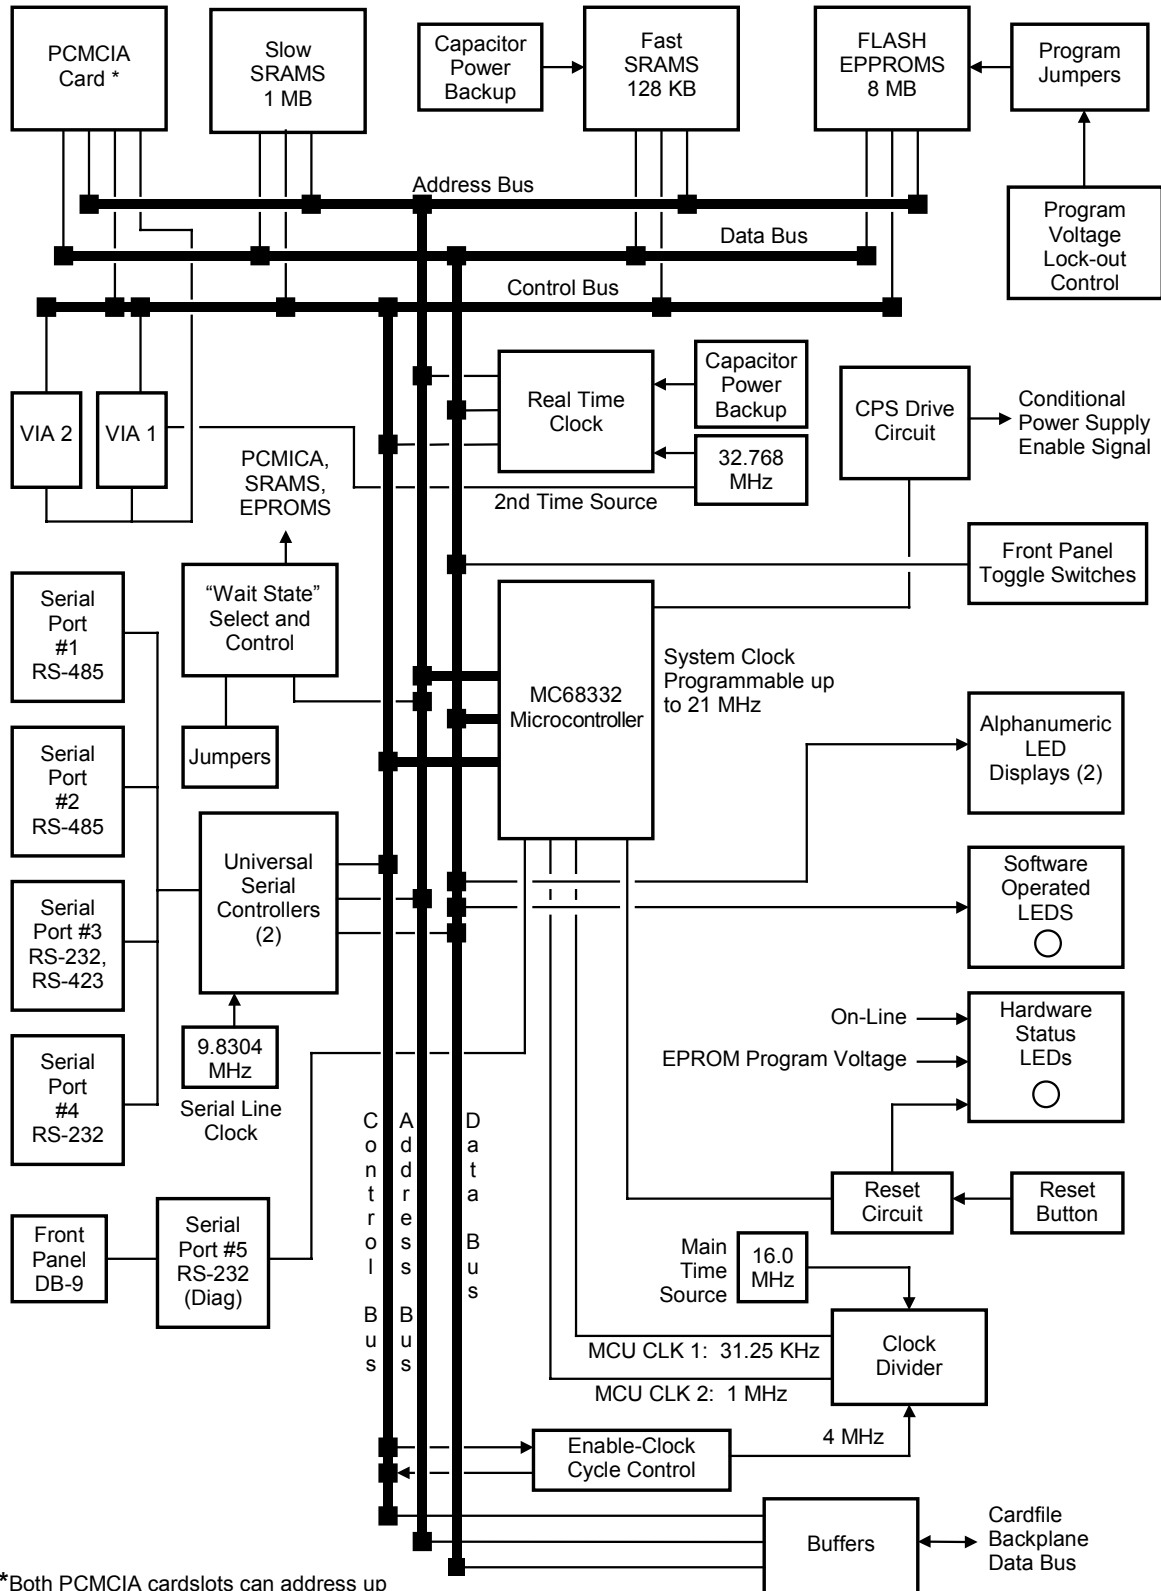 PCMCIA
Card *
Slow
SRAMS
1 MB
Capacitor
Power
Backup
Fast
SRAMS
128 KB
FLASH
EPPROMS
8 MB
Program
Jumpers
Address Bus
Data Bus
Control Bus
Program
Voltage
Lock-out
Control
VIA 2
VIA 1
Real Time
Clock
Capacitor
Power
Backup
32.768
MHz
2nd Time Source
CPS Drive
Circuit
Conditional
Power Supply
Enable Signal
PCMICA,
SRAMS,
EPROMS
Front Panel
Toggle Switches
“Wait State”
Select and
Control
Jumpers
Serial
Port
#1
RS-485
Serial
Port
#2
RS-485
Serial
Port #3
RS-232,
RS-423
Serial
Port
#4
RS-232
MC68332
Microcontroller
System Clock
Programmable up
to 21 MHz
Alphanumeric
LED
Displays (2)
Universal
Serial
Controllers
(2)
9.8304
MHz
Serial Line
Clock
Software
Operated
LEDS
On-Line
EPROM Program Voltage
Hardware
Status
LEDs
Control Bus
Address Bus
Data Bus
Reset
Circuit
Reset
Button
Front
Panel
DB-9
Serial
Port #5
RS-232
(Diag)
Main
Time
Source
16.0
MHz
MCU CLK 1: 31.25 KHz
MCU CLK 2: 1 MHz
Clock
Divider
Enable-Clock
Cycle Control
4 MHz
Buffers
Cardfile
Backplane
Data Bus
*Both PCMCIA cardslots can address up